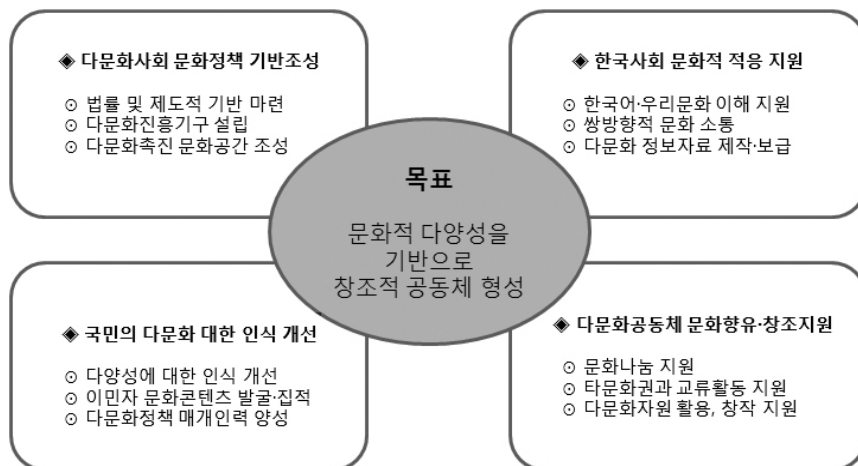 ◈ 다문화사회 문화정책 기반조성
⊙ 법률 및 제도적 기반 마련
⊙ 다문화진흥기구 설립
⊙ 다문화촉진 문화공간 조성
◈ 한국사회 문화적 적응 지원
⊙ 한국어·우리문화 이해 지원
⊙ 쌍방향적 문화 소통
⊙ 다문화 정보자료 제작·보급
목표
문화적 다양성을
기반으로
창조적 공동체 형성
◈ 국민의 다문화 대한 인식 개선
⊙ 다양성에 대한 인식 개선
⊙ 이민자 문화콘텐츠 발굴·집적
⊙ 다문화정책 매개인력 양성
◈ 다문화공동체 문화향유·창조지원
⊙ 문화나눔 지원
⊙ 타문화권과 교류활동 지원
⊙ 다문화자원 활용, 창작 지원